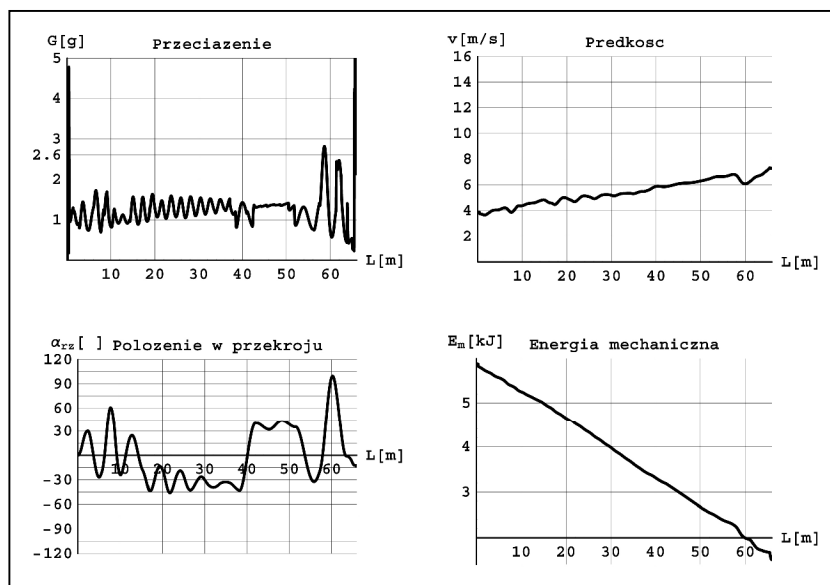 G[g]
Przeciazenie
5
4
3
2.6
2
1
10 20 30 40 50 60
L[m]
v[m/s]
Predkosc
16
14
12
10
8
6
4
2
10 20 30 40 50 60
L[m]
αrz[ ]
Polozenie w przekroju
120
90
60
30
-30
-60
-90
-120
10 20 30 40 50 60
L[m]
Em[kJ]
Energia mechaniczna
5
4
3
10 20 30 40 50 60
L[m]